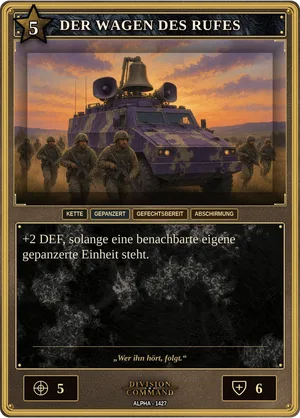 5
DER WAGEN DES RUFES
KETTE GEPANZERT GEFECHTSBEREIT ABSCHIRMUNG
+2 DEF, solange eine benachbarte eigene
gepanzerte Einheit steht.
„Wer ihn hört, folgt.“
5
DIVISION
COMMAND
ALPHA - 1427
6